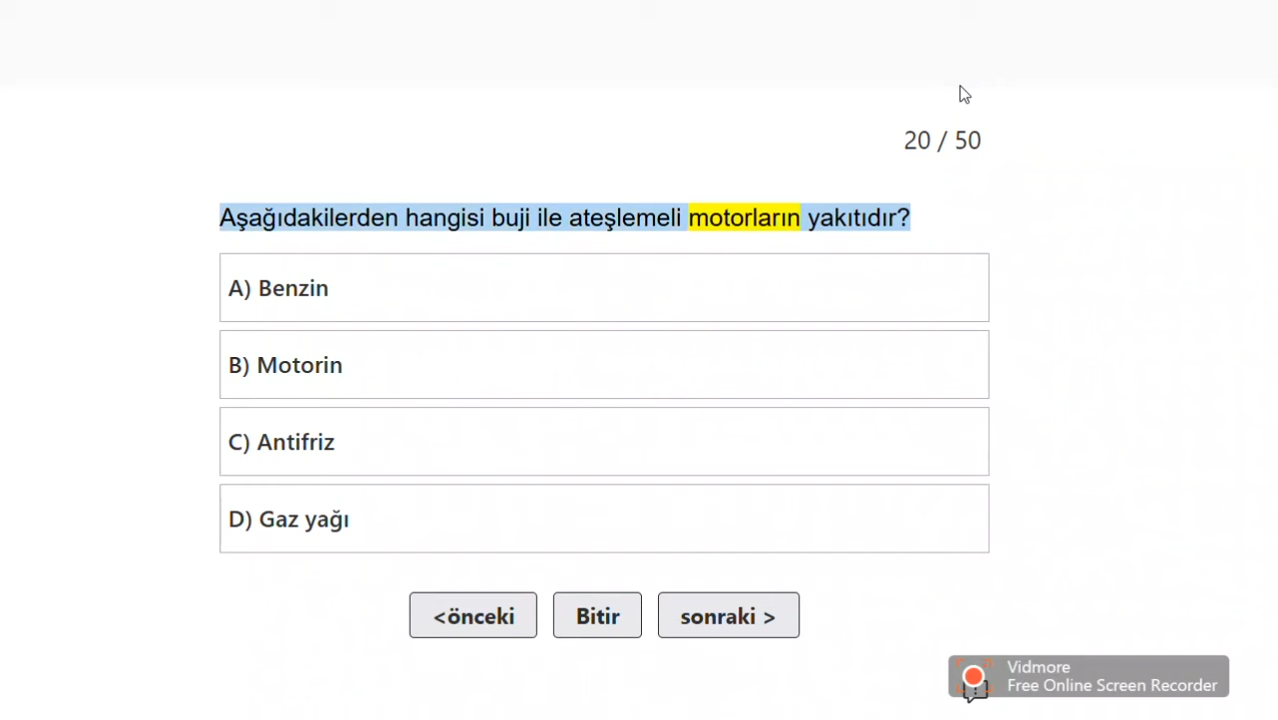 20 / 50
Aşağıdakilerden hangisi buji ile ateşlemeli motorların yakıtıdır?
A) Benzin
B) Motorin
C) Antifriz
D) Gaz yağı
<önceki
Bitir
sonraki >
Vidmore
Free Online Screen Recorder